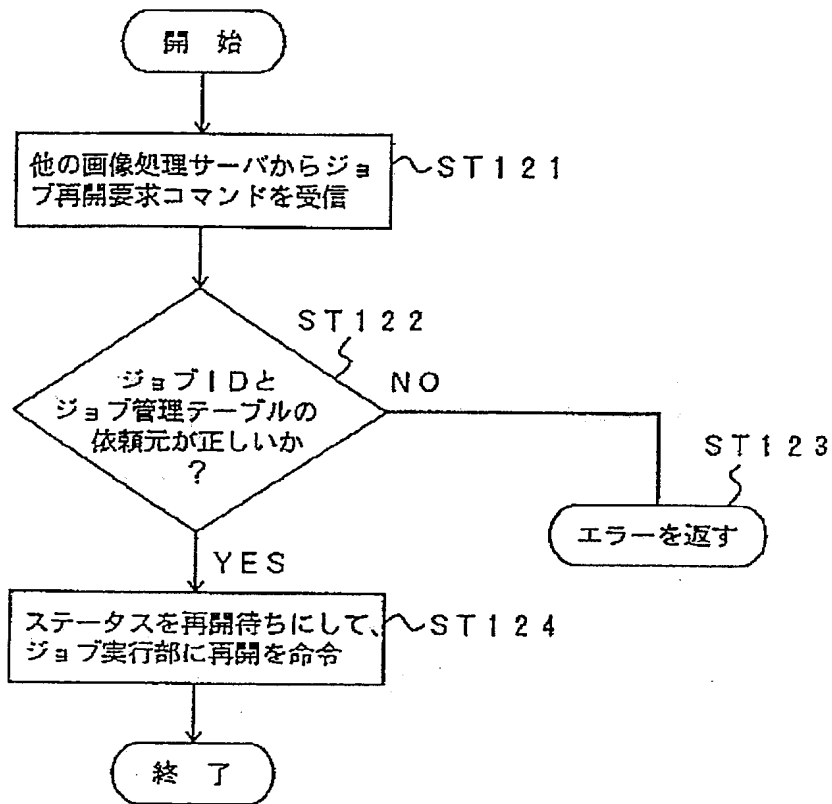 開 始
他の画像処理サーバからジョ
ブ再開要求コマンドを受信
ST121
ST122
ジョブIDと
ジョブ管理テーブルの
依頼元が正しいか
?
NO
ST123
エラーを返す
YES
ステータスを再開待ちにして、
ジョブ実行部に再開を命令
ST124
終 了